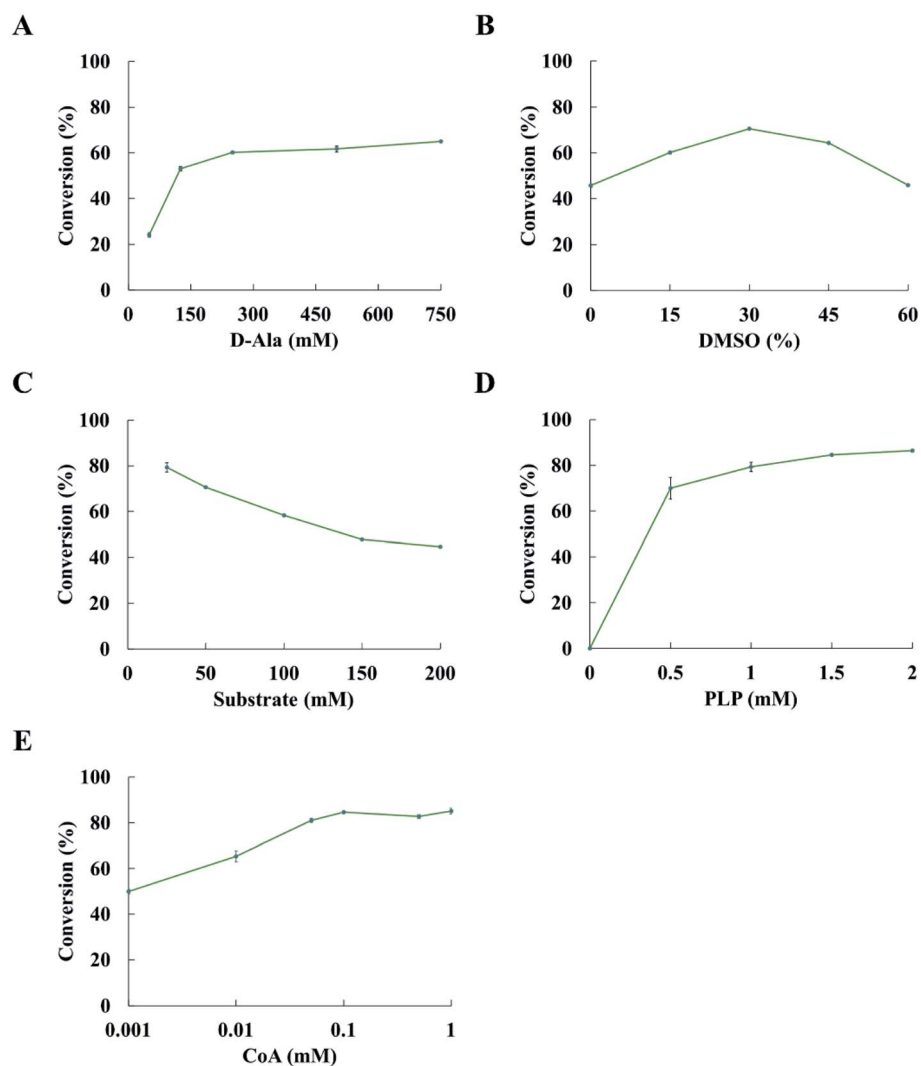 A
B
100
80
60
40
20
0
Conversion (%)
0 150 300 450 600 750
D-Ala (mM)
100
80
60
40
20
0
Conversion (%)
0 15 30 45 60
DMSO (%)
C
D
100
80
60
40
20
0
Conversion (%)
0 50 100 150 200
Substrate (mM)
100
80
60
40
20
0
Conversion (%)
0 0.5 1 1.5 2
PLP (mM)
E
100
80
60
40
20
0
Conversion (%)
0.001 0.01 0.1 1
CoA (mM)